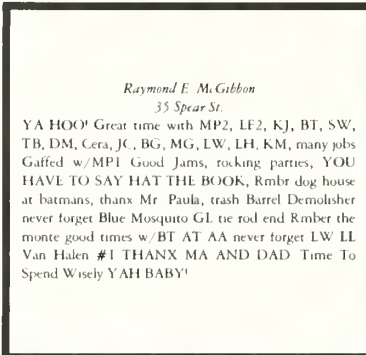 Raymond E. McGibbon
35 Spear St.
YA HOO! Great time with MP2, LF2, KJ, BT, SW,
TB, DM, Cera, JC, BG, MG, LW, LH, KM, many jobs
Gaffed w/MP1 Good Jams, rocking parties, YOU
HAVE TO SAY HAT THE BOOK, Rmbr dog house
at batmans, thanx Mr Paula, trash Barrel Demolisher
never forget Blue Mosquito GL tie rod end Rmber the
monte good times w/BT AT AA never forget LW LL
Van Halen #1 THANX MA AND DAD Time To
Spend Wisely YAH BABY!